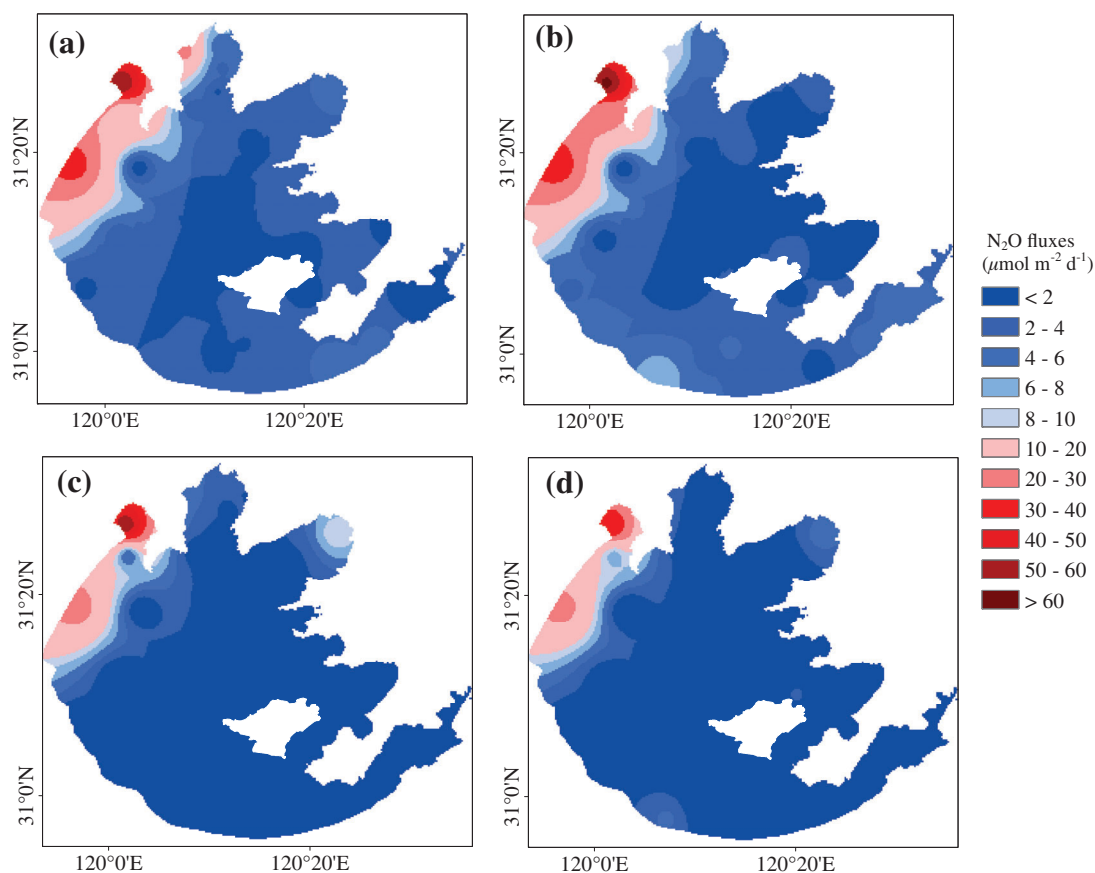 (a)
(b)
31°20'N
31°0'N
120°0'E
120°20'E
31°20'N
31°0'N
120°0'E
120°20'E
(c)
(d)
31°20'N
31°0'N
120°0'E
120°20'E
31°20'N
31°0'N
120°0'E
120°20'E
N₂O fluxes
(μmol m⁻² d⁻¹)
< 2
2 - 4
4 - 6
6 - 8
8 - 10
10 - 20
20 - 30
30 - 40
40 - 50
50 - 60
> 60